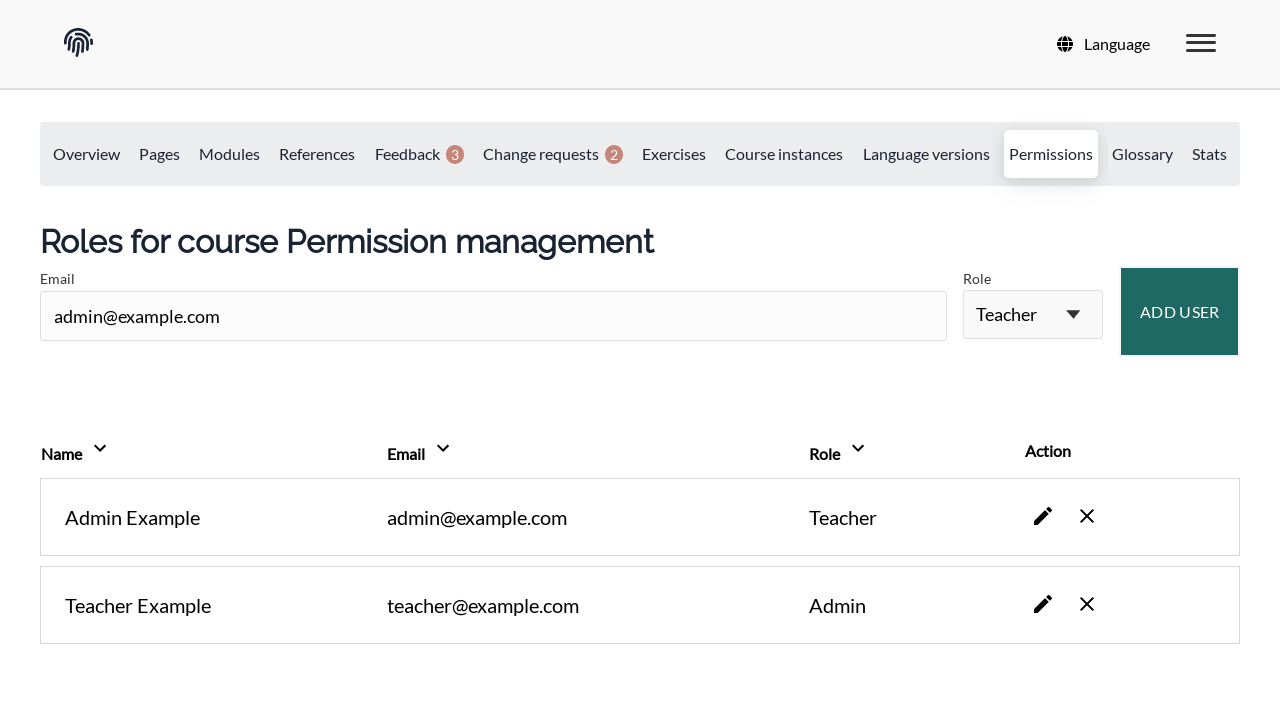 Language
Overview Pages Modules References Feedback 3 Change requests 2 Exercises Course instances Language versions Permissions Glossary Stats
Roles for course Permission management
Email Role
admin@example.com Teacher ADD USER
Name Email Role Action
Admin Example admin@example.com Teacher
Teacher Example teacher@example.com Admin